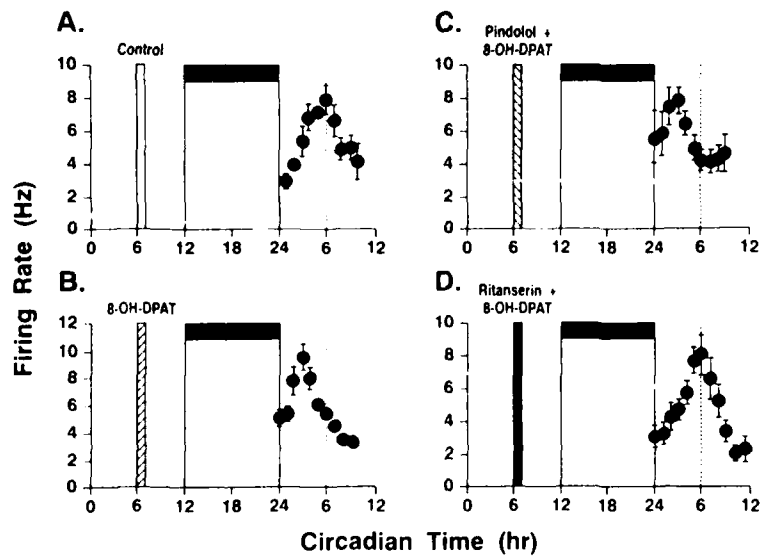 A.
Control
10
8
6
4
2
0
0 6 12 18 24 6 12
C.
Pindolol +
8-OH-DPAT
10
8
6
4
2
0
0 6 12 18 24 6 12
B.
8-OH-DPAT
12
10
8
6
4
2
0
0 6 12 18 24 6 12
D.
Ritanserin +
8-OH-DPAT
10
8
6
4
2
0
0 6 12 18 24 6 12
Firing Rate (Hz)
Circadian Time (hr)